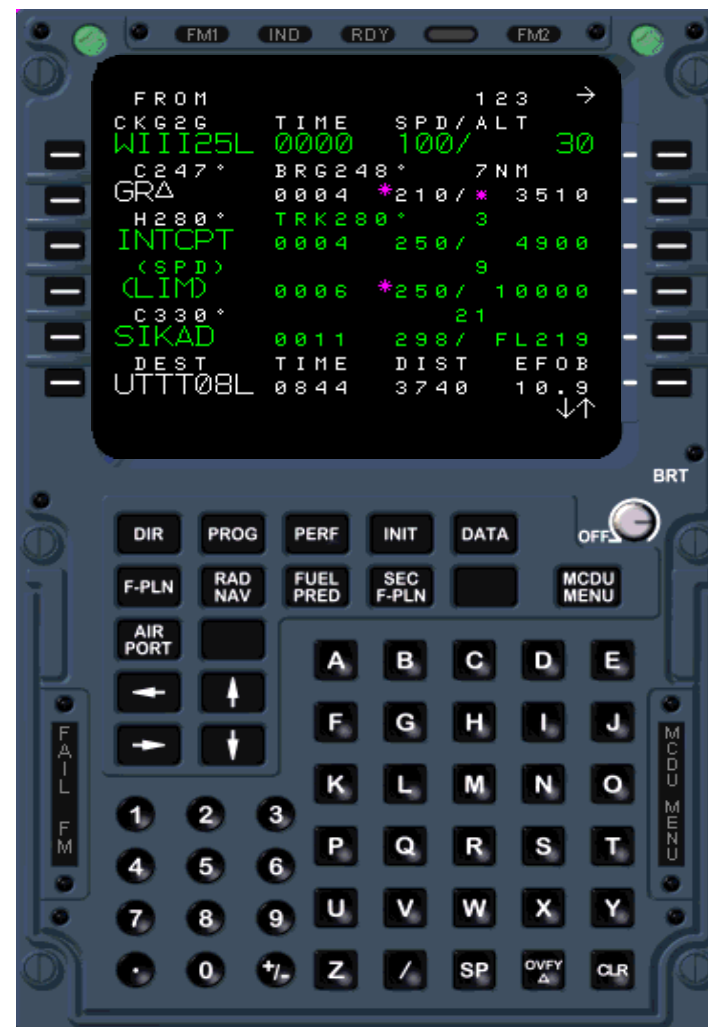 FM1 IND RDY FM2
FROM 123 →
CKG2G TIME SPD/ALT
WIII25L 0000 100/ 30
C247° BRG248° 7NM
GRΔ 0004 *210/* 3510
H280° TRK280° 3
INTCPT 0004 250/ 4900
(SPD) 9
(LIM) 0006 *250/ 10000
C330° 21
SIKAD 0011 298/ FL219
DEST TIME DIST EFOB
UTTT08L 0844 3740 10.9
↓↑
BRT
OFF
DIR PROG PERF INIT DATA
F-PLN RAD NAV FUEL PRED SEC F-PLN MCDU MENU
AIR PORT
← ↑
→ ↓
A B C D E
F G H I J
K L M N O
P Q R S T
U V W X Y
Z / SP OVFY Δ CLR
1 2 3
4 5 6
7 8 9
. 0 +/-
FAIL FM
MCDU MENU